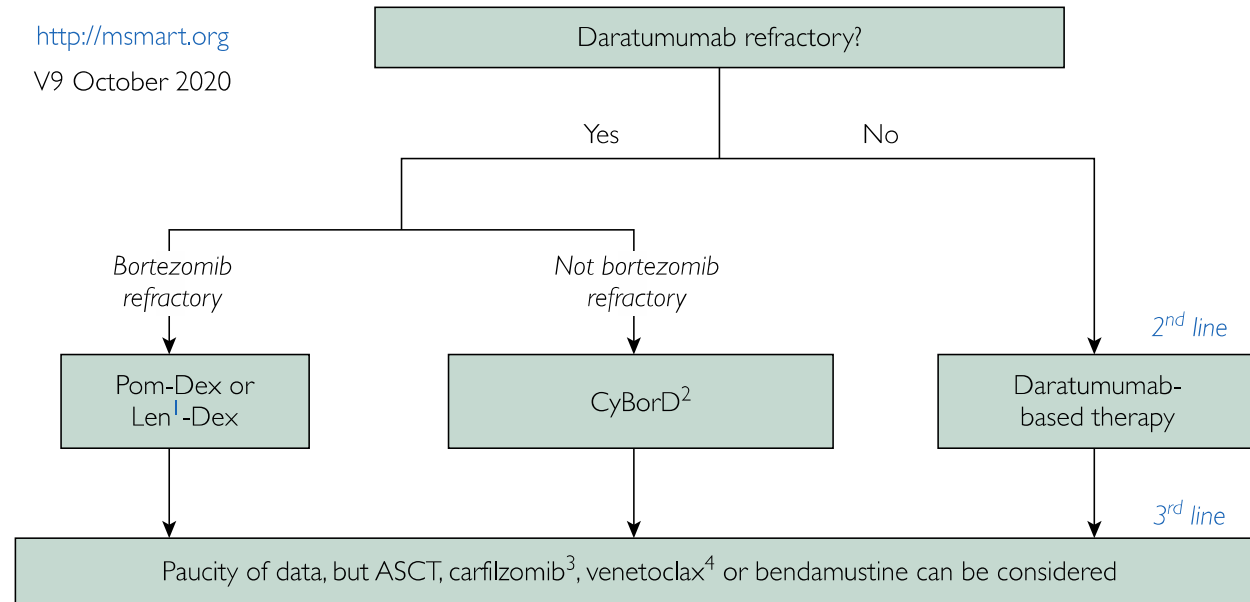 http://msmart.org
V9 October 2020
Daratumumab refractory?
Yes
No
Bortezomib
refractory
Not bortezomib
refractory
2nd line
Pom-Dex or
Len1-Dex
CyBorD2
Daratumumab-
based therapy
3rd line
Paucity of data, but ASCT, carfilzomib3, venetoclax4 or bendamustine can be considered